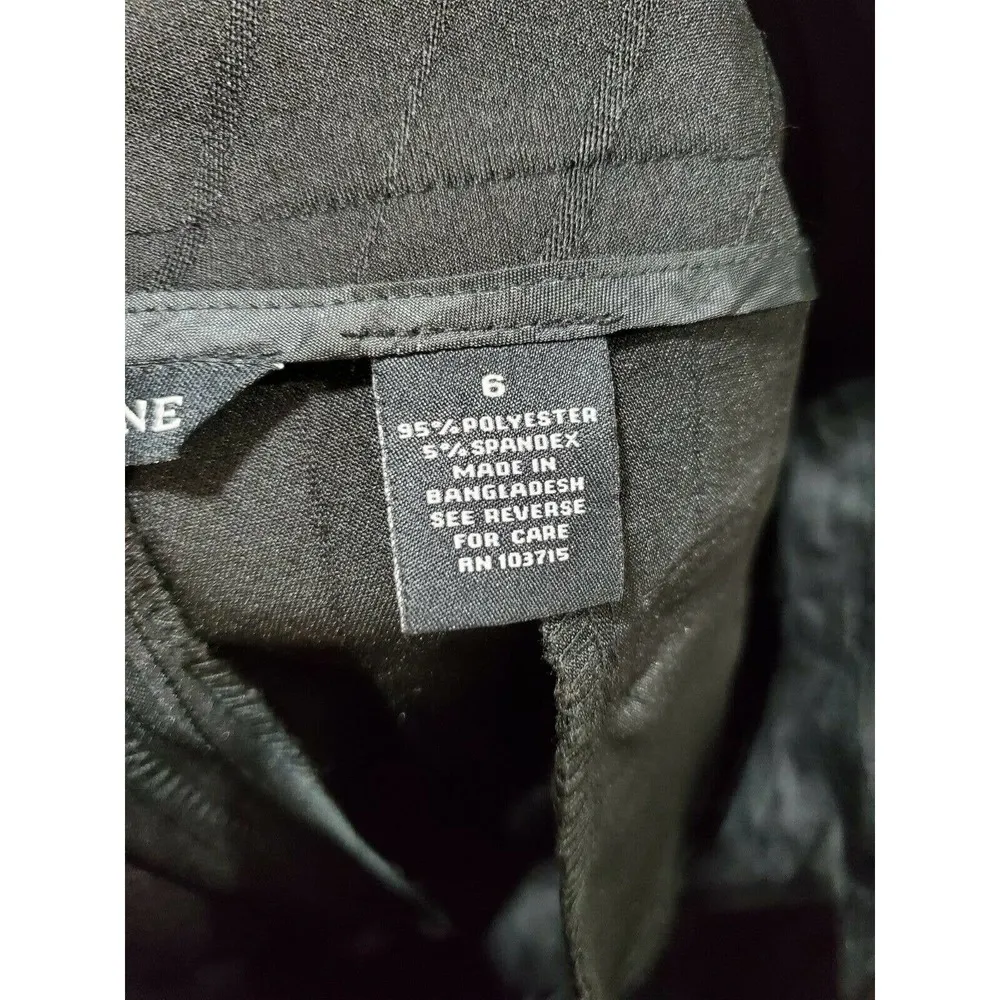 NE
6
95% POLYESTER
5% SPANDEX
MADE IN
BANGLADESH
SEE REVERSE
FOR CARE
RN 103715